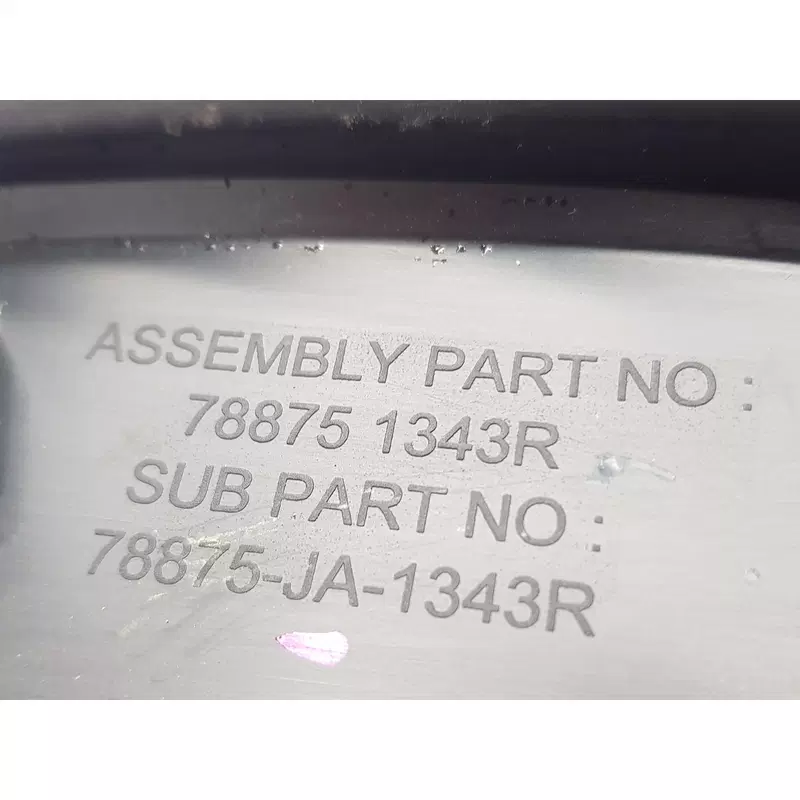 ASSEMBLY PART NO :
78875 1343R
SUB PART NO :
78875-JA-1343R